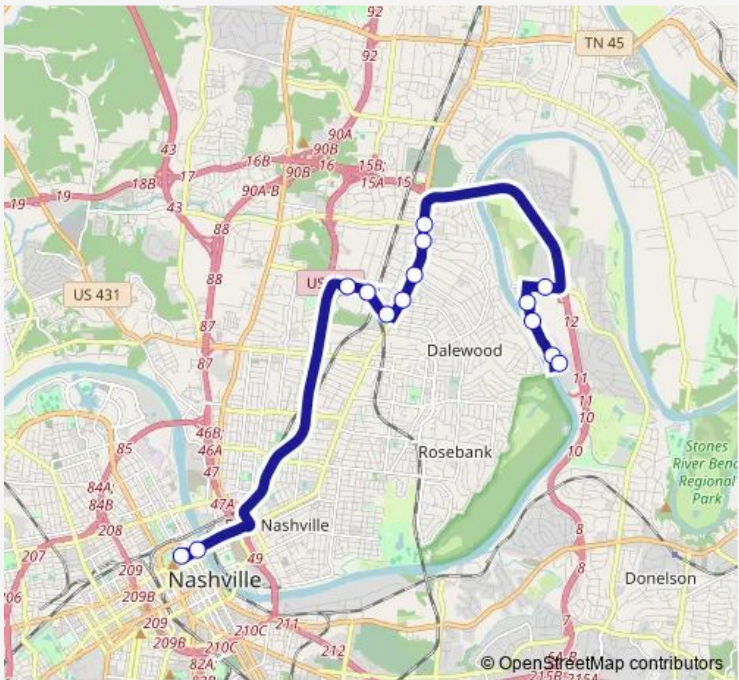 92
92
TN 45
43
90A
90B
16B
90B
16
15B;
15A
15
18B
17
90A-B
19
19
43
88
US
US 431
88
87
12
87
Dalewood
11
11
10
46B;
46A
Rosebank
10
85
47
Stones
River Bend
Regional
Park
84A;
84B
47A
208
Nashville
8
207
49
209
Nashville
8
Donelson
209B
7
209
211
210C
209B
210C
212
82A;
© OpenStreetMap contributors